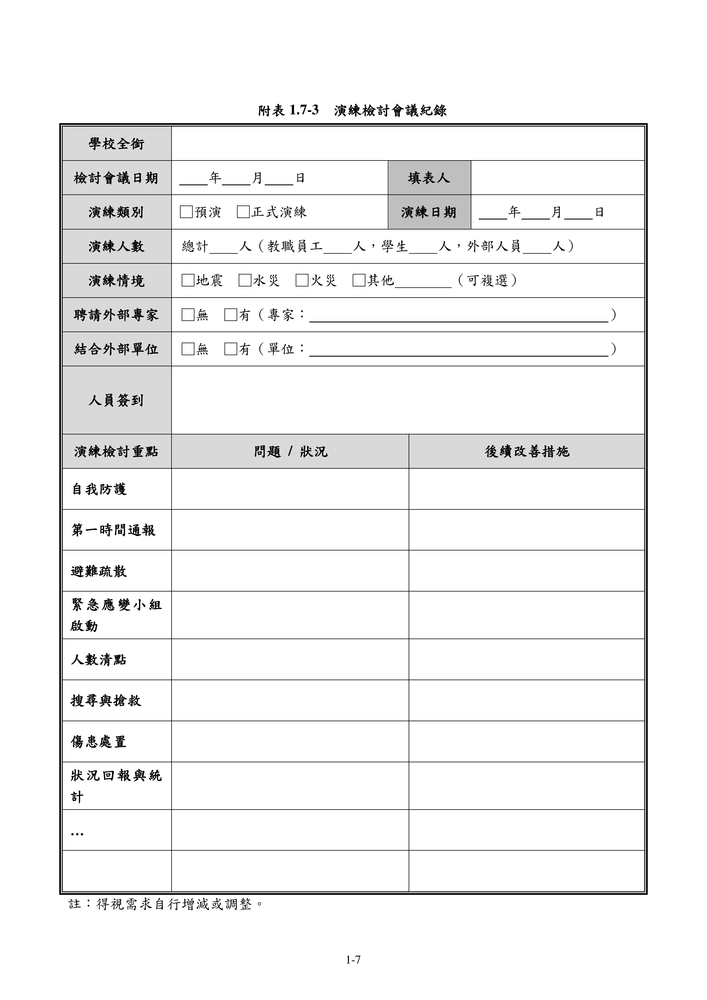 附表 1.7-3　演練檢討會議紀錄
學校全銜
檢討會議日期 ____年____月____日 填表人
演練類別 □預演　□正式演練 演練日期 ____年____月____日
演練人數 總計____人（教職員工____人，學生____人，外部人員____人）
演練情境 □地震　□水災　□火災　□其他________（可複選）
聘請外部專家 □無　□有（專家：__________________________________________）
結合外部單位 □無　□有（單位：__________________________________________）
人員簽到
演練檢討重點 問題 / 狀況 後續改善措施
自我防護
第一時間通報
避難疏散
緊急應變小組
啟動
人數清點
搜尋與搶救
傷患處置
狀況回報與統
計
…
註：得視需求自行增減或調整。
1-7